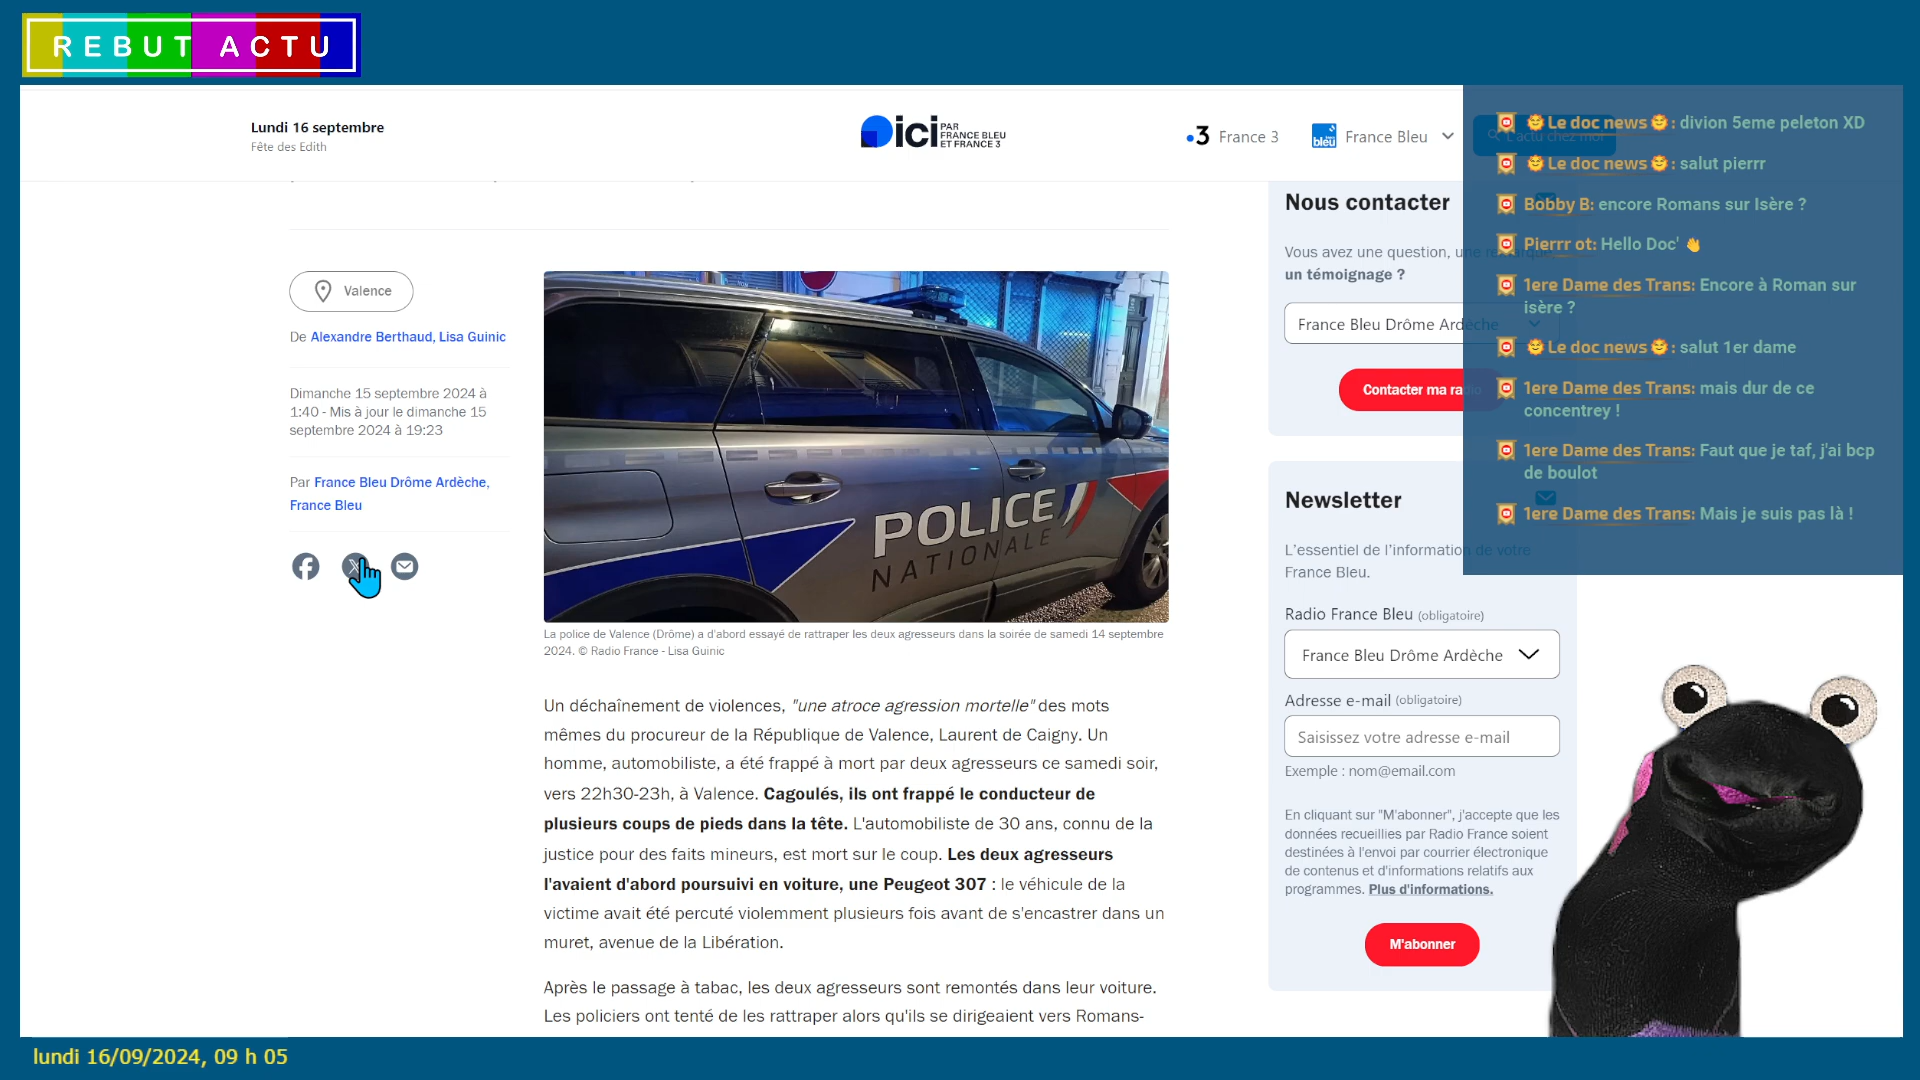 REBUT ACTU
Lundi 16 septembre
Fête des Edith
ici
PAR
FRANCE BLEU
ET FRANCE 3
3 France 3
bleu
France Bleu
Valence
De Alexandre Berthaud, Lisa Guinic
Dimanche 15 septembre 2024 à
1:40 - Mis à jour le dimanche 15
septembre 2024 à 19:23
Par France Bleu Drôme Ardèche,
France Bleu
POLICE
NATIONALE
La police de Valence (Drôme) a d'abord essayé de rattraper les deux agresseurs dans la soirée de samedi 14 septembre
2024. © Radio France - Lisa Guinic
Un déchaînement de violences, "une atroce agression mortelle" des mots
mêmes du procureur de la République de Valence, Laurent de Caigny. Un
homme, automobiliste, a été frappé à mort par deux agresseurs ce samedi soir,
vers 22h30-23h, à Valence. Cagoulés, ils ont frappé le conducteur de
plusieurs coups de pieds dans la tête. L'automobiliste de 30 ans, connu de la
justice pour des faits mineurs, est mort sur le coup. Les deux agresseurs
l'avaient d'abord poursuivi en voiture, une Peugeot 307 : le véhicule de la
victime avait été percuté violemment plusieurs fois avant de s'encastrer dans un
muret, avenue de la Libération.
Après le passage à tabac, les deux agresseurs sont remontés dans leur voiture.
Les policiers ont tenté de les rattraper alors qu'ils se dirigeaient vers Romans-
Nous contacter
Vous avez une question, une remarque,
un témoignage ?
France Bleu Drôme Ardèche
Contacter ma radio
Newsletter
L'essentiel de l'information de votre
France Bleu.
Radio France Bleu (obligatoire)
France Bleu Drôme Ardèche
Adresse e-mail (obligatoire)
Saisissez votre adresse e-mail
Exemple : nom@email.com
En cliquant sur "M'abonner", j'accepte que les
données recueillies par Radio France soient
destinées à l'envoi par courrier électronique
de contenus et d'informations relatifs aux
programmes. Plus d'informations.
M'abonner
L'actu chez moi
Le doc news : divion 5eme peleton XD
Le doc news : salut pierrr
Bobby B: encore Romans sur Isère ?
Pierrr ot: Hello Doc'
1ere Dame des Trans: Encore à Roman sur
isère ?
Le doc news : salut 1er dame
1ere Dame des Trans: mais dur de ce
concentrey !
1ere Dame des Trans: Faut que je taf, j'ai bcp
de boulot
1ere Dame des Trans: Mais je suis pas là !
lundi 16/09/2024, 09 h 05